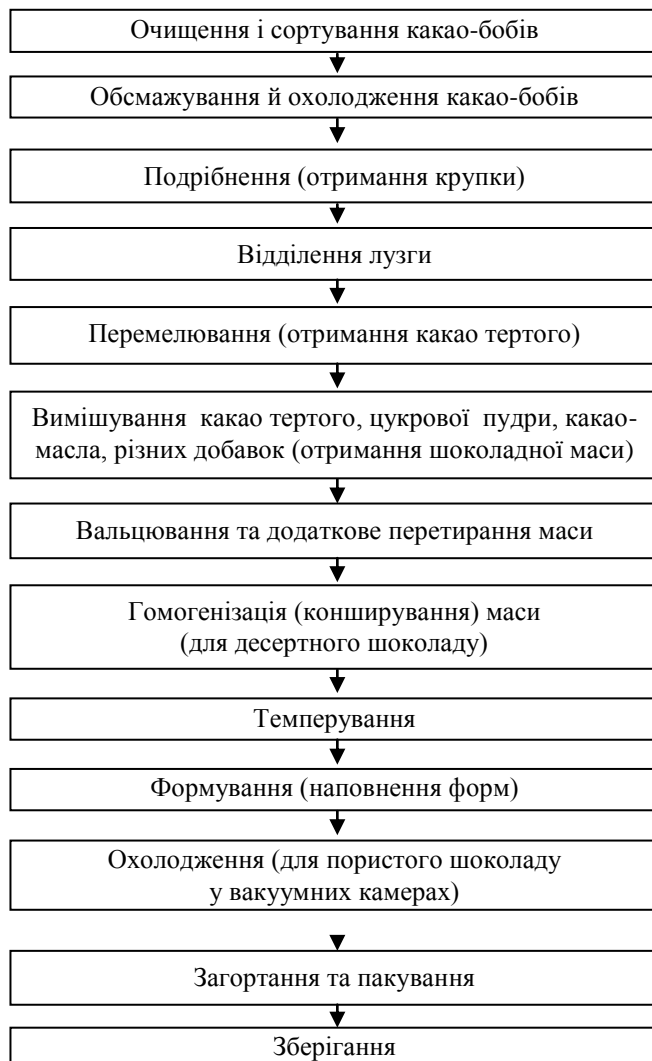 Очищення і сортування какао-бобів
Обсмажування й охолодження какао-бобів
Подрібнення (отримання крупки)
Відділення лузги
Перемелювання (отримання какао тертого)
Вимішування какао тертого, цукрової пудри, какао-
масла, різних добавок (отримання шоколадної маси)
Вальцювання та додаткове перетирання маси
Гомогенізація (конширування) маси
(для десертного шоколаду)
Темперування
Формування (наповнення форм)
Охолодження (для пористого шоколаду
у вакуумних камерах)
Загортання та пакування
Зберігання